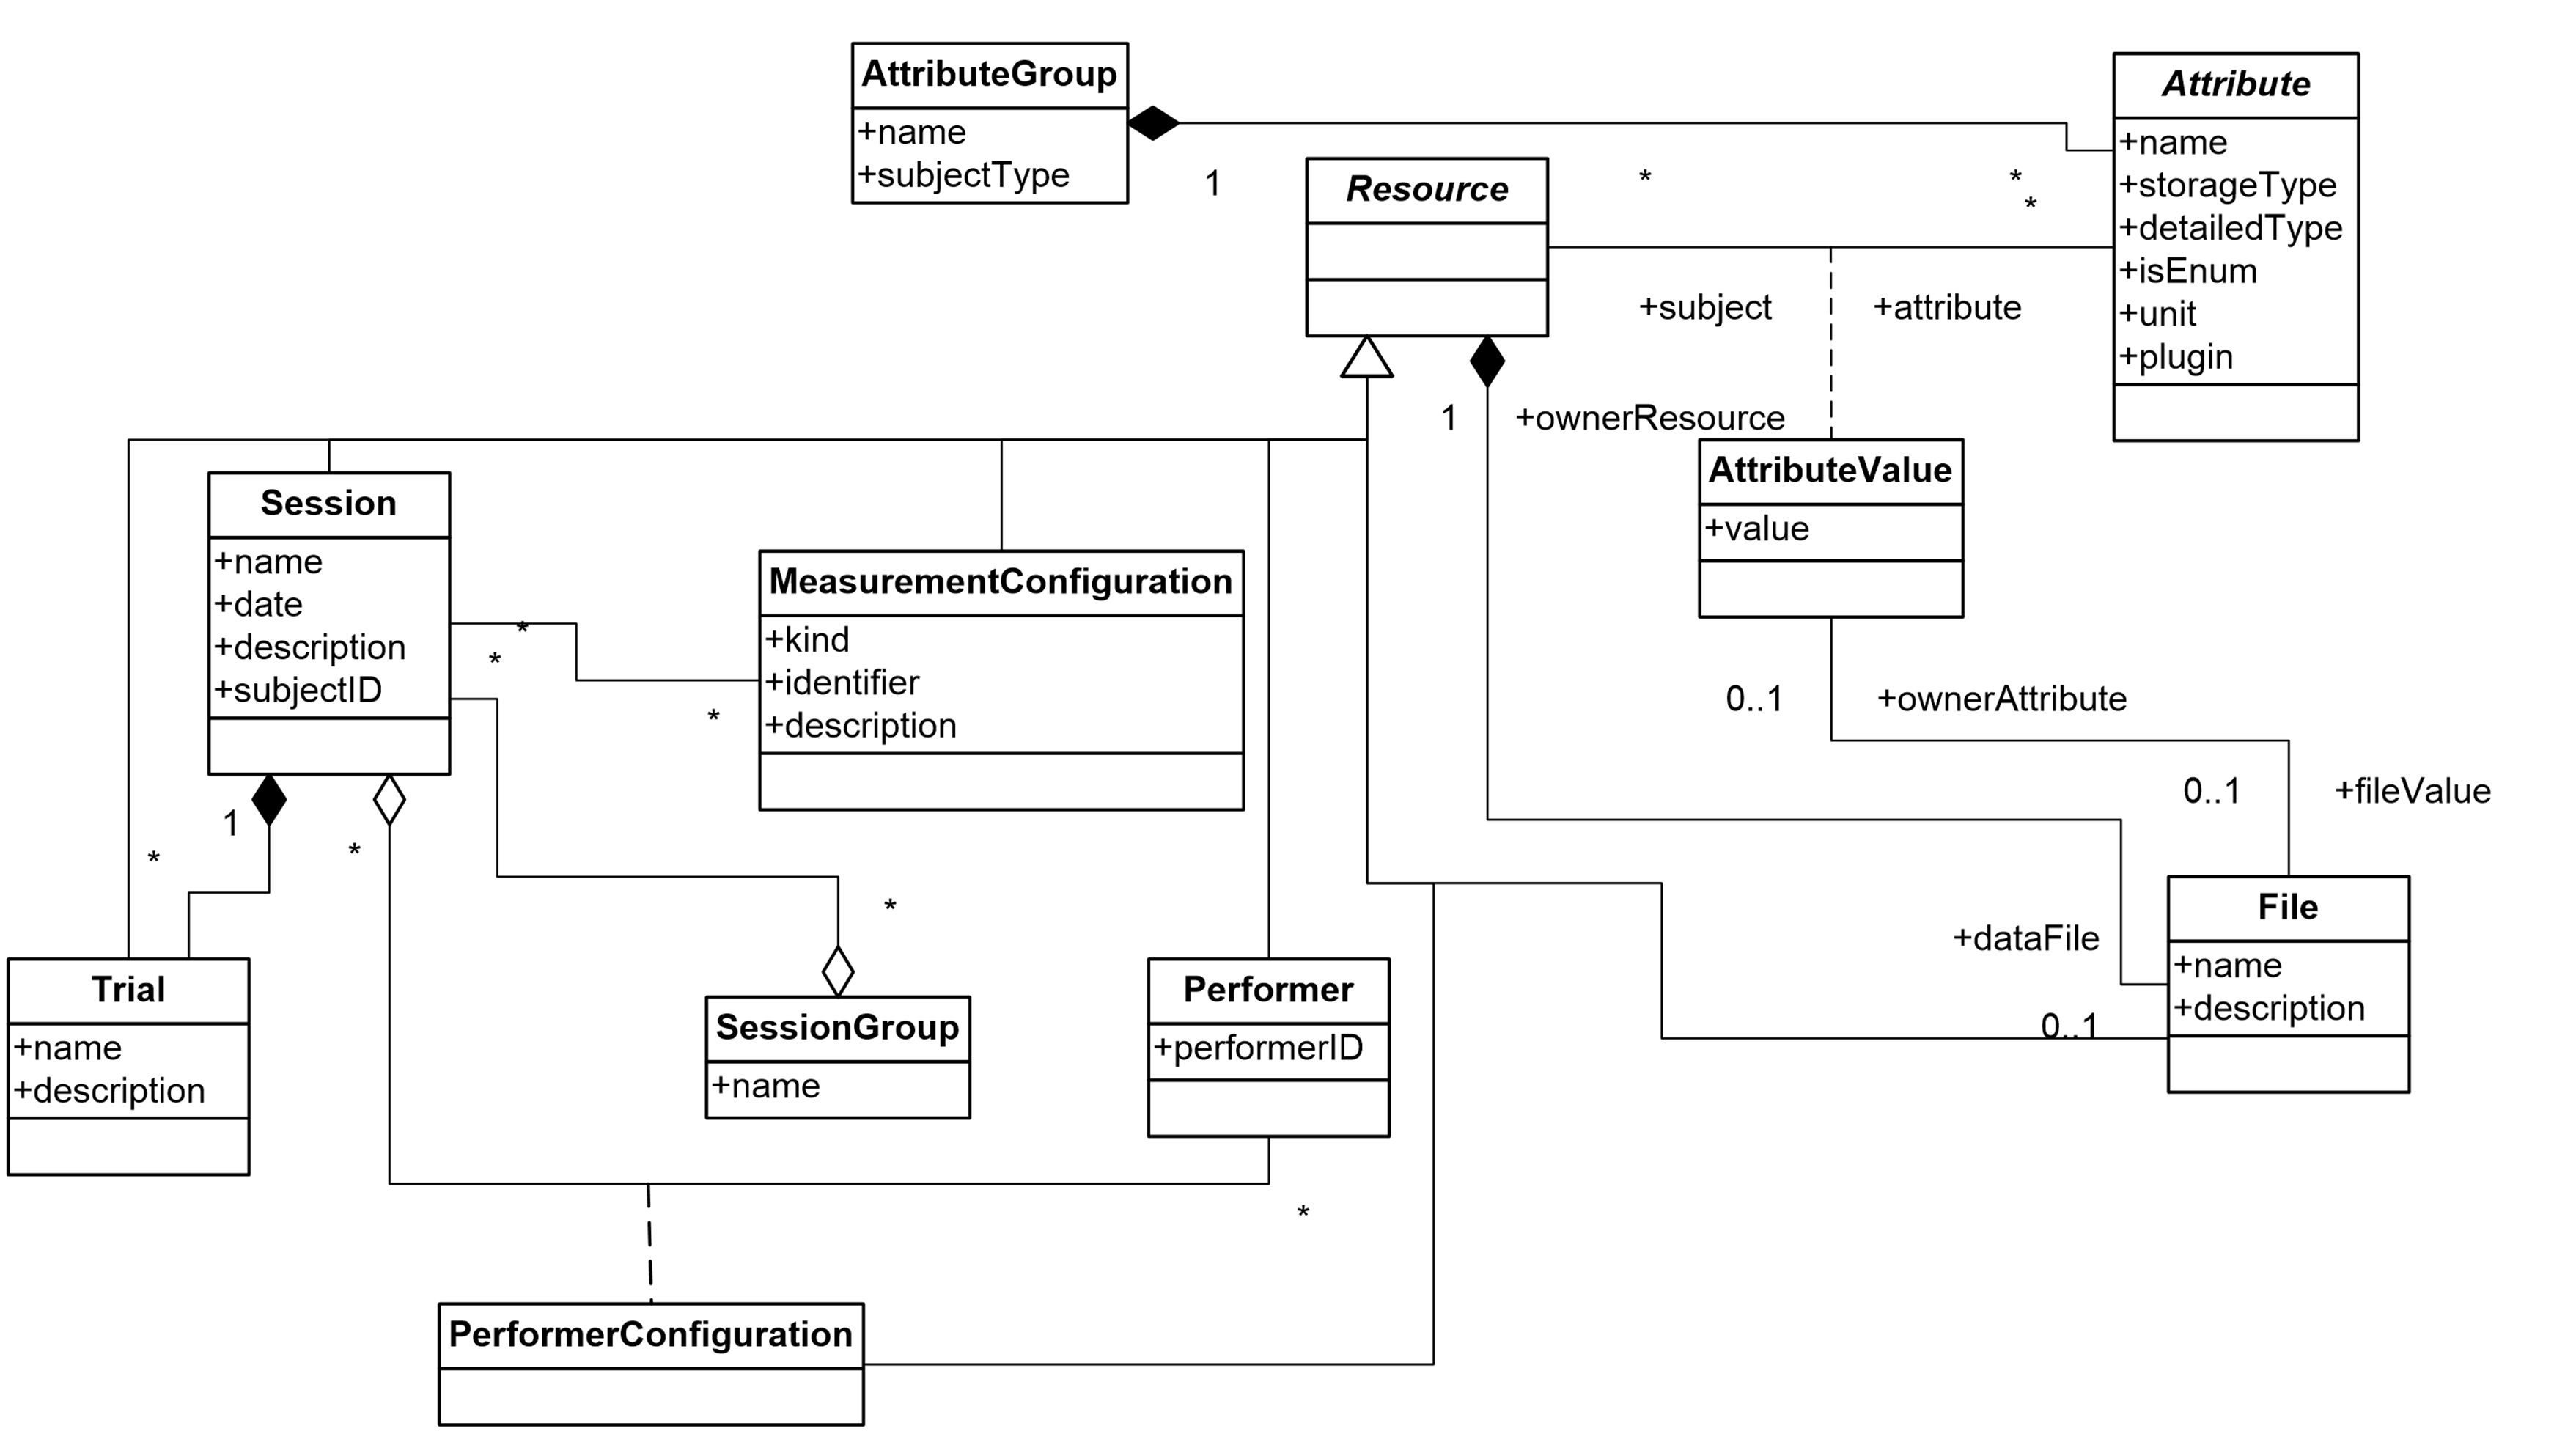 AttributeGroup
+name
+subjectType
1
Attribute
+name
+storageType
+detailedType
+isEnum
+unit
+plugin
*
*
*
Resource
+subject
+attribute
1
+ownerResource
AttributeValue
+value
Session
+name
+date
+description
+subjectID
*
*
*
MeasurementConfiguration
+kind
+identifier
+description
0..1
+ownerAttribute
0..1
+fileValue
1
*
*
*
+dataFile
0..1
File
+name
+description
Trial
+name
+description
SessionGroup
+name
Performer
+performerID
*
PerformerConfiguration